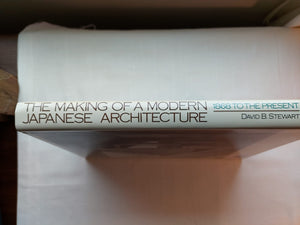 THE MAKING OF A MODERN
JAPANESE ARCHITECTURE
1868 TO THE PRESENT
DAVID B. STEWART